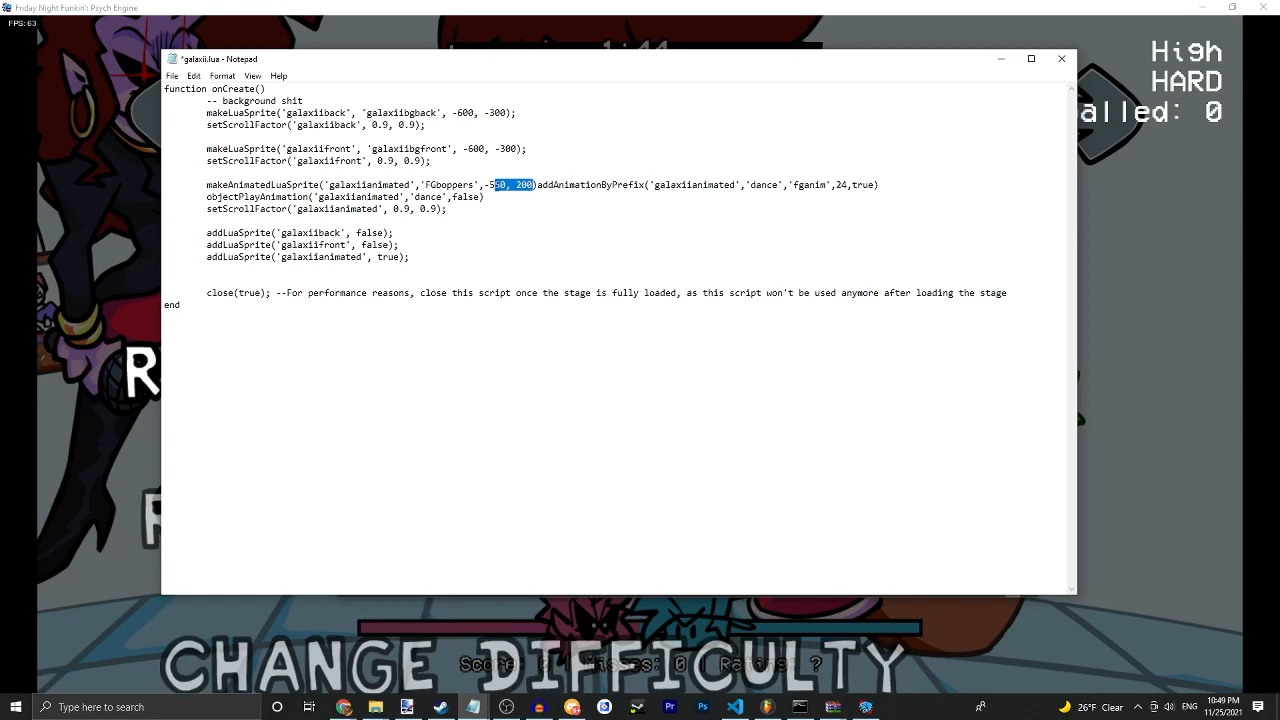 Friday Night Funkin': Psych Engine
FPS: 63
High
HARD
alled: 0
*galaxii.lua - Notepad
File Edit Format View Help
function onCreate()
-- background shit
makeLuaSprite('galaxiiback', 'galaxiibgback', -600, -300);
setScrollFactor('galaxiiback', 0.9, 0.9);
makeLuaSprite('galaxiifront', 'galaxiibgfront', -600, -300);
setScrollFactor('galaxiifront', 0.9, 0.9);
makeAnimatedLuaSprite('galaxiianimated','FGboppers',-550, 200)addAnimationByPrefix('galaxiianimated','dance','fganim',24,true)
objectPlayAnimation('galaxiianimated','dance',false)
setScrollFactor('galaxiianimated', 0.9, 0.9);
addLuaSprite('galaxiiback', false);
addLuaSprite('galaxiifront', false);
addLuaSprite('galaxiianimated', true);
close(true); --For performance reasons, close this script once the stage is fully loaded, as this script won't be used anymore after loading the stage
end
R
CHANGE DIFFICULTY
Score: 0 | Misses: 0 | Rating: ?
Type here to search
26°F Clear
ENG
10:49 PM
11/25/2021